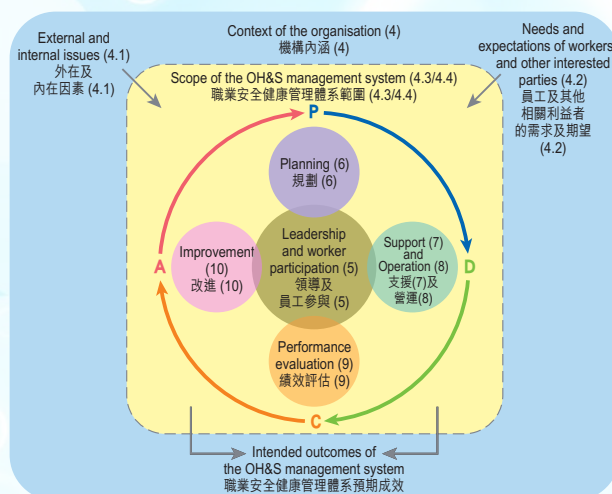 Context of the organisation (4)
機構內涵 (4)
External and
internal issues (4.1)
外在及
內在因素 (4.1)
Needs and
expectations of workers
and other interested
parties (4.2)
員工及其他
相關利益者
的需求及期望
(4.2)
Scope of the OH&S management system (4.3/4.4)
職業安全健康管理體系範圍 (4.3/4.4)
P
Planning (6)
規劃 (6)
A
Improvement
(10)
改進 (10)
Leadership
and worker
participation (5)
領導及
員工參與 (5)
Support (7)
and
Operation (8)
支援(7)及
營運(8)
D
Performance
evaluation (9)
績效評估 (9)
C
Intended outcomes of
the OH&S management system
職業安全健康管理體系預期成效